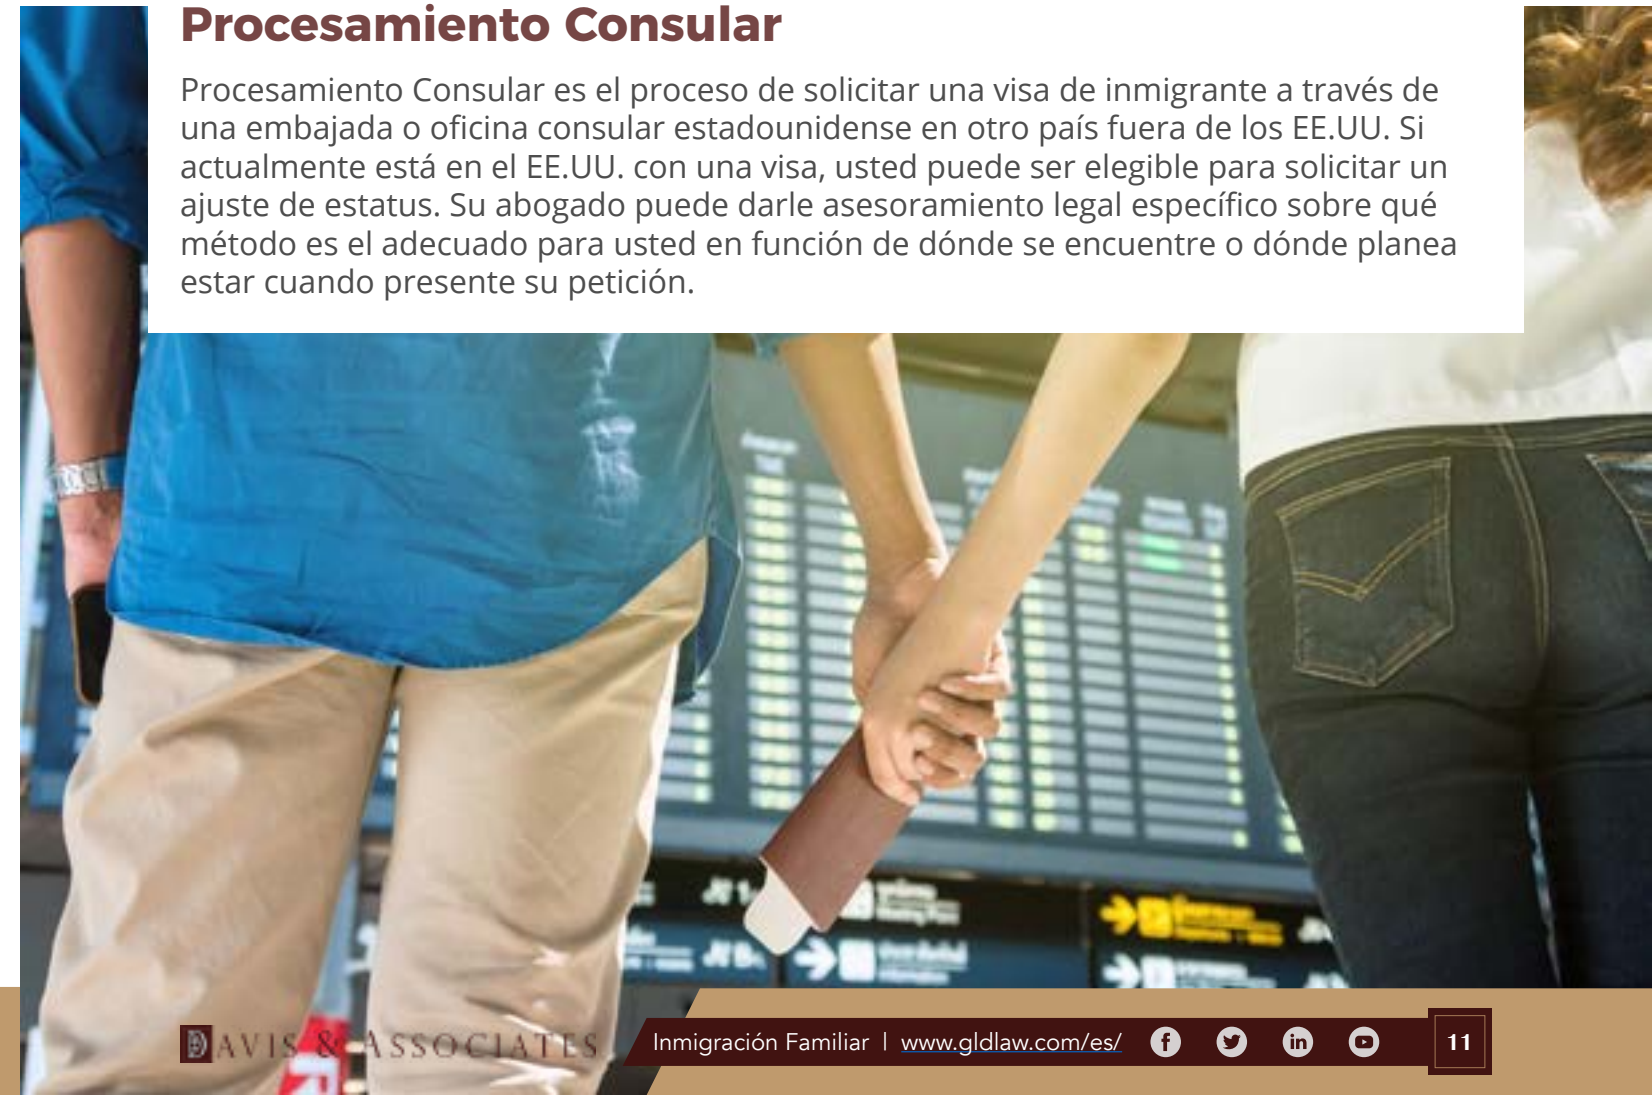 Procesamiento Consular
Procesamiento Consular es el proceso de solicitar una visa de inmigrante a través de
una embajada o oficina consular estadounidense en otro país fuera de los EE.UU. Si
actualmente está en el EE.UU. con una visa, usted puede ser elegible para solicitar un
ajuste de estatus. Su abogado puede darle asesoramiento legal específico sobre qué
método es el adecuado para usted en función de dónde se encuentre o dónde planea
estar cuando presente su petición.
DAVIS & ASSOCIATES
Inmigración Familiar | www.gldlaw.com/es/
11